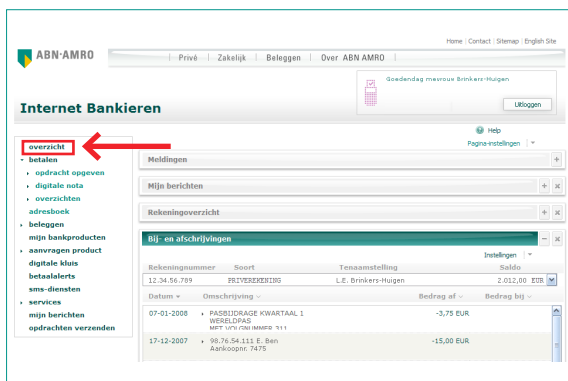 Home | Contact | Sitemap | English Site
ABN·AMRO
Privé | Zakelijk | Beleggen | Over ABN AMRO |
Goedendag mevrouw Brinkers-Huigen
Uitloggen
Internet Bankieren
Help
Pagina-instellingen
overzicht
betalen
opdracht opgeven
digitale nota
overzichten
adresboek
beleggen
mijn bankproducten
aanvragen product
digitale kluis
betaalalerts
sms-diensten
services
mijn berichten
opdrachten verzenden
Meldingen
Mijn berichten
Rekeningoverzicht
Bij- en afschrijvingen
Instellingen
Rekeningnummer Soort Tenaamstelling Saldo
12.34.56.789 PRIVEREKENING L.E. Brinkers-Huigen 2.012,00 EUR
Datum Omschrijving Bedrag af Bedrag bij
07-01-2008 PASBIJDRAGE KWARTAAL 1 -3,75 EUR
WERELDPAS
MET VOLGNUMMER 311
17-12-2007 98.76.54.111 E. Ben -15,00 EUR
Aankoopnr. 7475